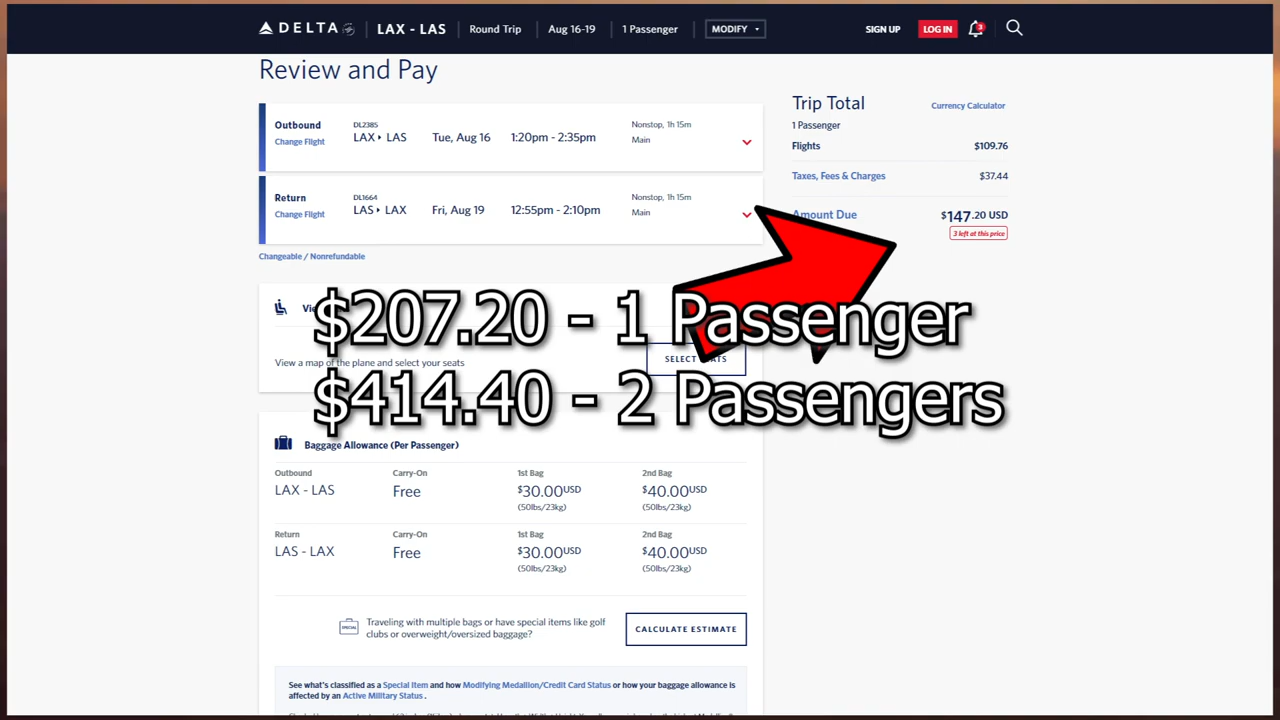 DELTA
LAX - LAS
Round Trip
Aug 16-19
1 Passenger
MODIFY
SIGN UP
LOG IN
3
Review and Pay
Outbound
Change Flight
DL2385
LAX ▸ LAS
Tue, Aug 16
1:20pm - 2:35pm
Nonstop, 1h 15m
Main
Return
Change Flight
DL1664
LAS ▸ LAX
Fri, Aug 19
12:55pm - 2:10pm
Nonstop, 1h 15m
Main
Changeable / Nonrefundable
Trip Total
Currency Calculator
1 Passenger
Flights
$109.76
Taxes, Fees & Charges
$37.44
Amount Due
$147.20 USD
3 left at this price
$207.20 - 1 Passenger
$414.40 - 2 Passengers
View a map of the plane and select your seats
SELECT
Baggage Allowance (Per Passenger)
Outbound
LAX - LAS
Carry-On
Free
1st Bag
$30.00USD
(50lbs/23kg)
2nd Bag
$40.00USD
(50lbs/23kg)
Return
LAS - LAX
Carry-On
Free
1st Bag
$30.00USD
(50lbs/23kg)
2nd Bag
$40.00USD
(50lbs/23kg)
SPECIAL
Traveling with multiple bags or have special items like golf
clubs or overweight/oversized baggage?
CALCULATE ESTIMATE
See what's classified as a Special Item and how Modifying Medallion/Credit Card Status or how your baggage allowance is
affected by an Active Military Status .